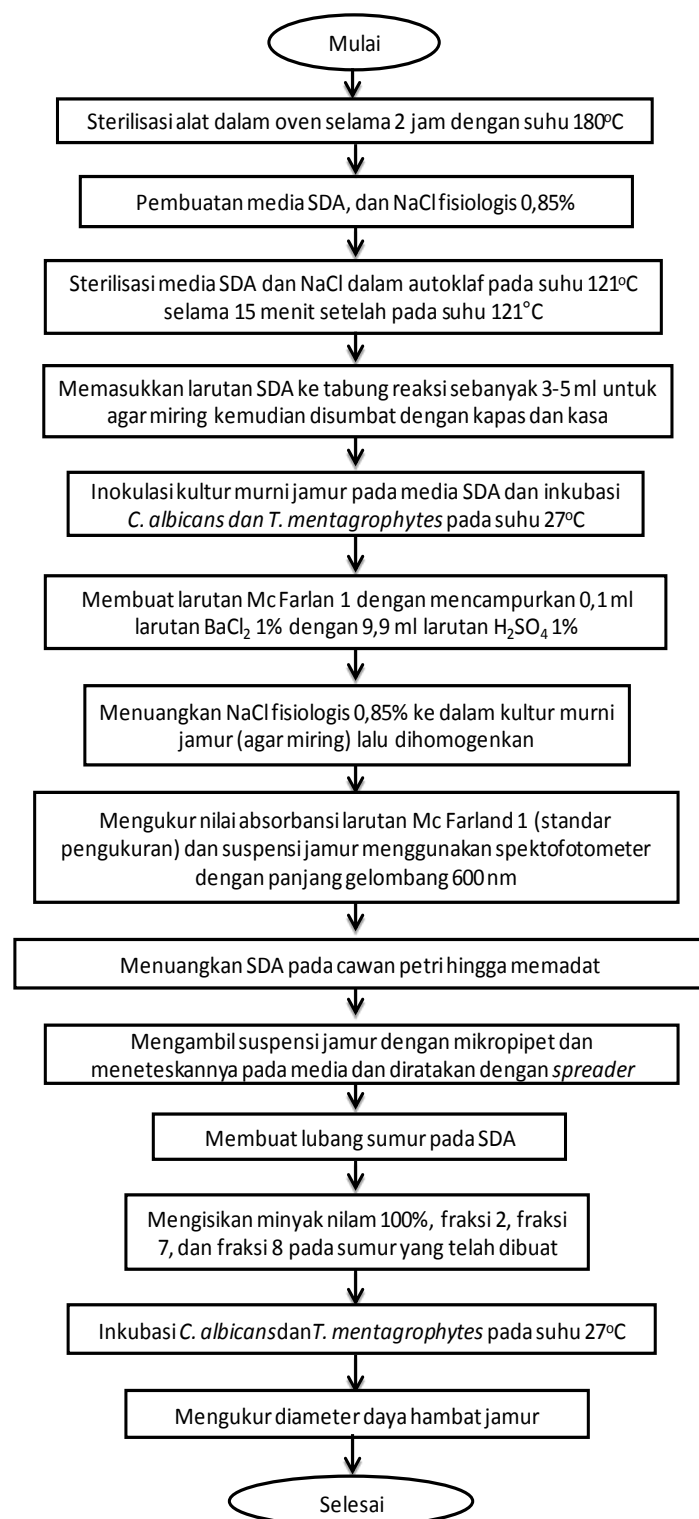 Mulai
Sterilisasi alat dalam oven selama 2 jam dengan suhu 180°C
Pembuatan media SDA, dan NaCl fisiologis 0,85%
Sterilisasi media SDA dan NaCl dalam autoklaf pada suhu 121°C
selama 15 menit setelah pada suhu 121°C
Memasukkan larutan SDA ke tabung reaksi sebanyak 3-5 ml untuk
agar miring kemudian disumbat dengan kapas dan kasa
Inokulasi kultur murni jamur pada media SDA dan inkubasi
C. albicans dan T. mentagrophytes pada suhu 27°C
Membuat larutan Mc Farlan 1 dengan mencampurkan 0,1 ml
larutan BaCl₂ 1% dengan 9,9 ml larutan H₂SO₄ 1%
Menuangkan NaCl fisiologis 0,85% ke dalam kultur murni
jamur (agar miring) lalu dihomogenkan
Mengukur nilai absorbansi larutan Mc Farland 1 (standar
pengukuran) dan suspensi jamur menggunakan spektofotometer
dengan panjang gelombang 600 nm
Menuangkan SDA pada cawan petri hingga memadat
Mengambil suspensi jamur dengan mikropipet dan
meneteskannya pada media dan diratakan dengan spreader
Membuat lubang sumur pada SDA
Mengisikan minyak nilam 100%, fraksi 2, fraksi
7, dan fraksi 8 pada sumur yang telah dibuat
Inkubasi C. albicansdanT. mentagrophytes pada suhu 27°C
Mengukur diameter daya hambat jamur
Selesai